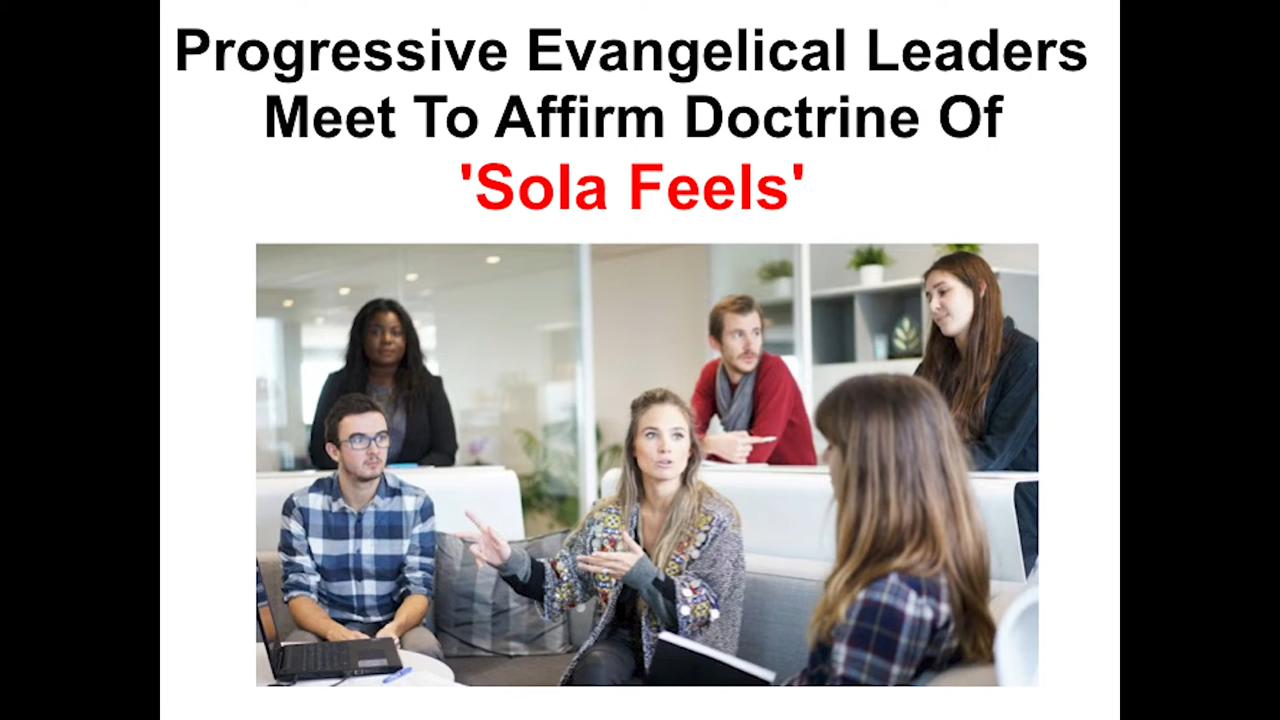 Progressive Evangelical Leaders
Meet To Affirm Doctrine Of
'Sola Feels'